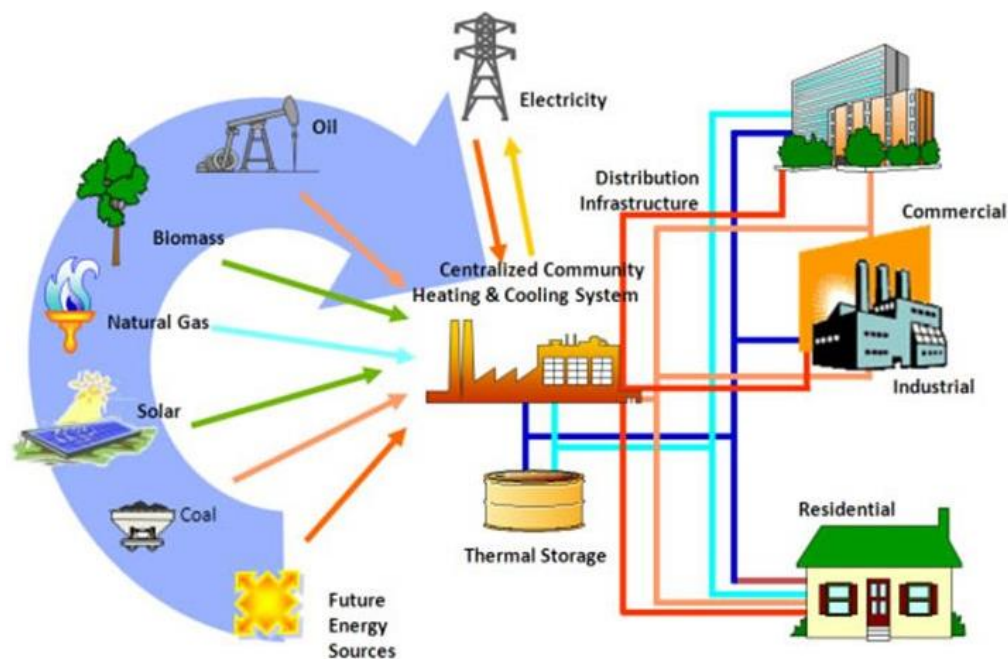 Electricity
Oil
Distribution
Infrastructure
Commercial
Biomass
Centralized Community
Heating & Cooling System
Natural Gas
Industrial
Solar
Coal
Thermal Storage
Residential
Future
Energy
Sources